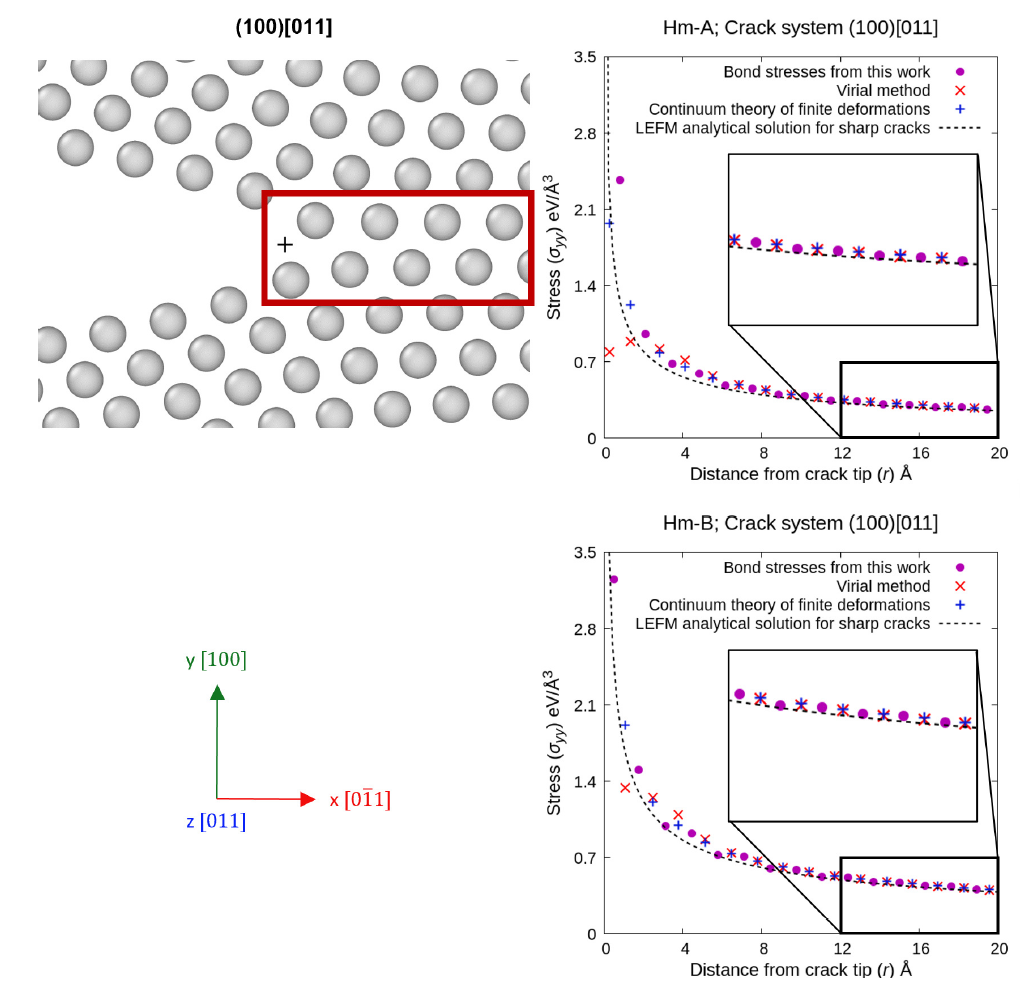 (100)[011]
Hm-A; Crack system (100)[011]
Bond stresses from this work
Virial method
Continuum theory of finite deformations
LEFM analytical solution for sharp cracks
Stress (σyy) eV/Å³
3.5
2.8
2.1
1.4
0.7
0
0 4 8 12 16 20
Distance from crack tip (r) Å
y [100]
x [01̅1]
z [011]
Hm-B; Crack system (100)[011]
Bond stresses from this work
Virial method
Continuum theory of finite deformations
LEFM analytical solution for sharp cracks
Stress (σyy) eV/Å³
3.5
2.8
2.1
1.4
0.7
0
0 4 8 12 16 20
Distance from crack tip (r) Å